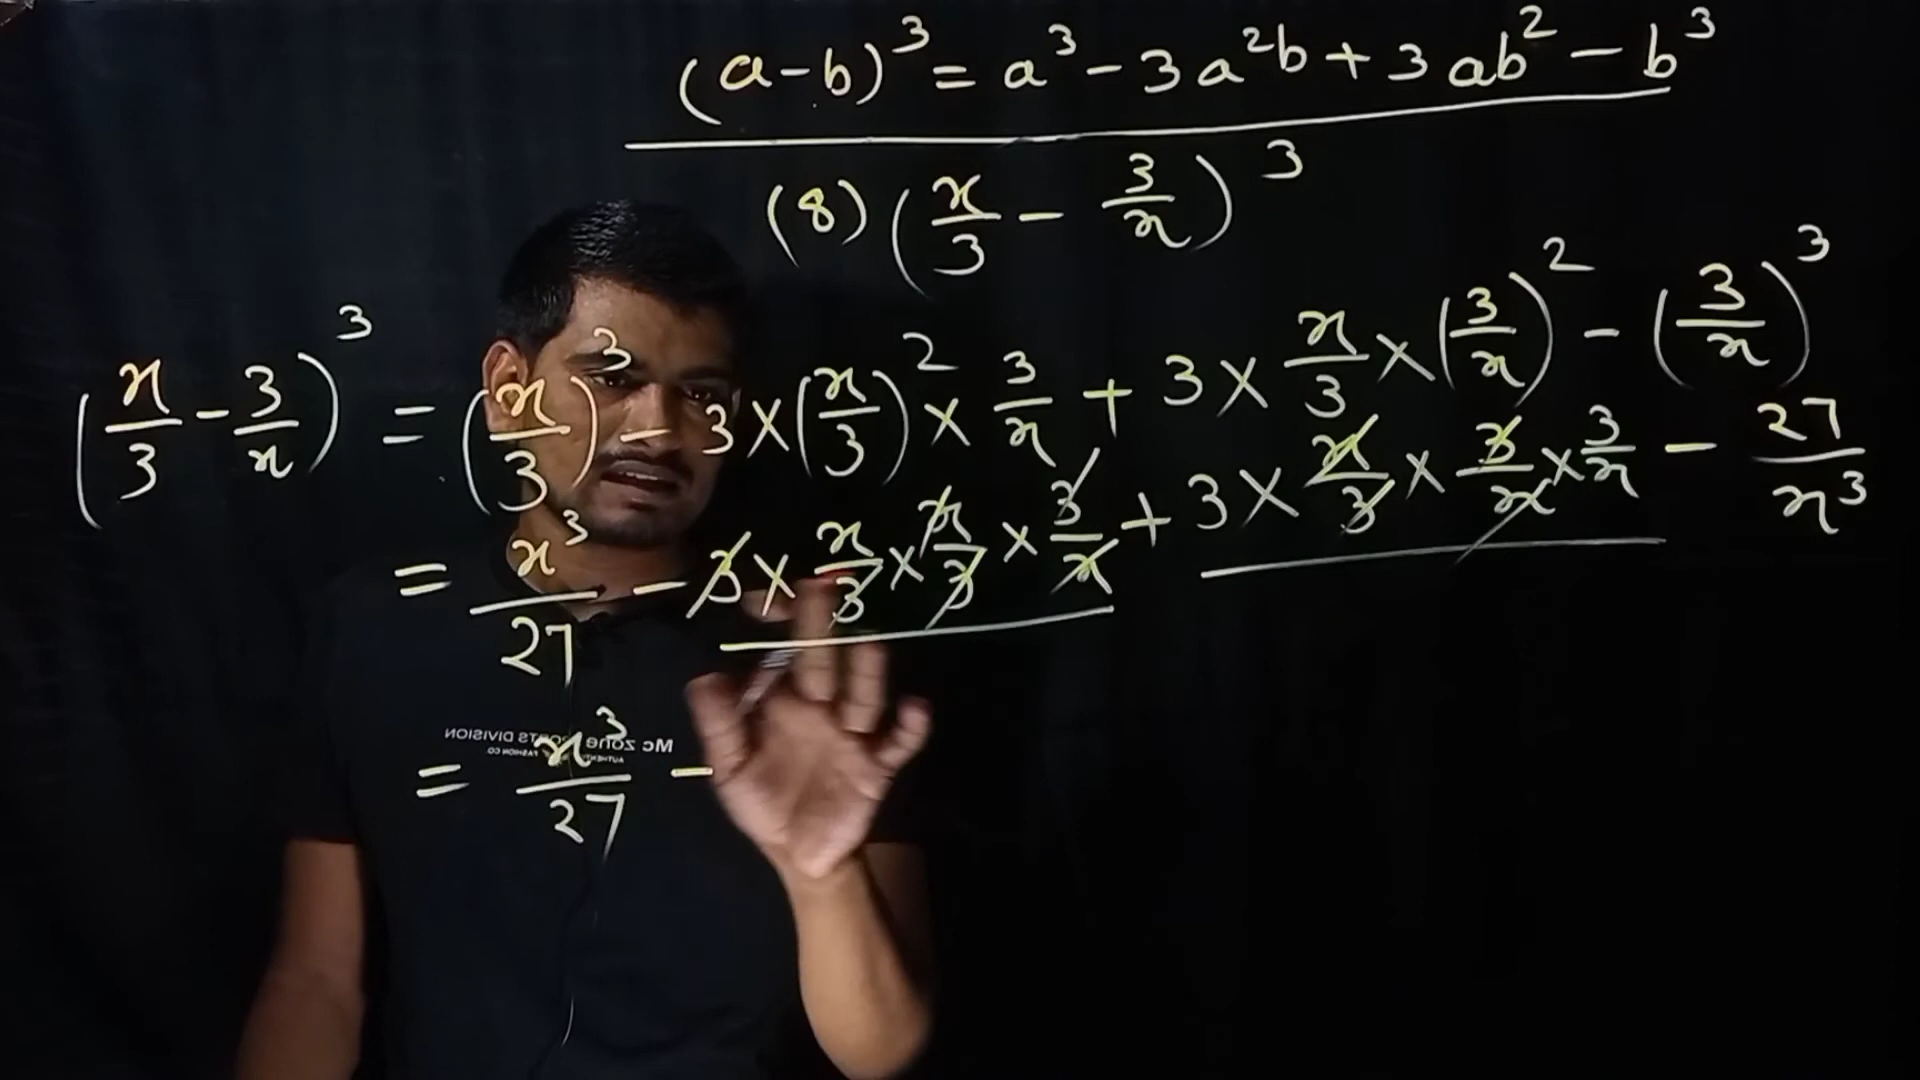 (a-b)³ = a³ - 3a²b + 3ab² - b³
(8) (x/3 - 3/x)³
(x/3 - 3/x)³ = (x/3)³ - 3 × (x/3)² × 3/x + 3 × x/3 × (3/x)² - (3/x)³
= x³/27 - 3 × x/3 × x/3 × 3/x + 3 × x/3 × 3/x × 3/x - 27/x³
= x³/27 -
Mc zone